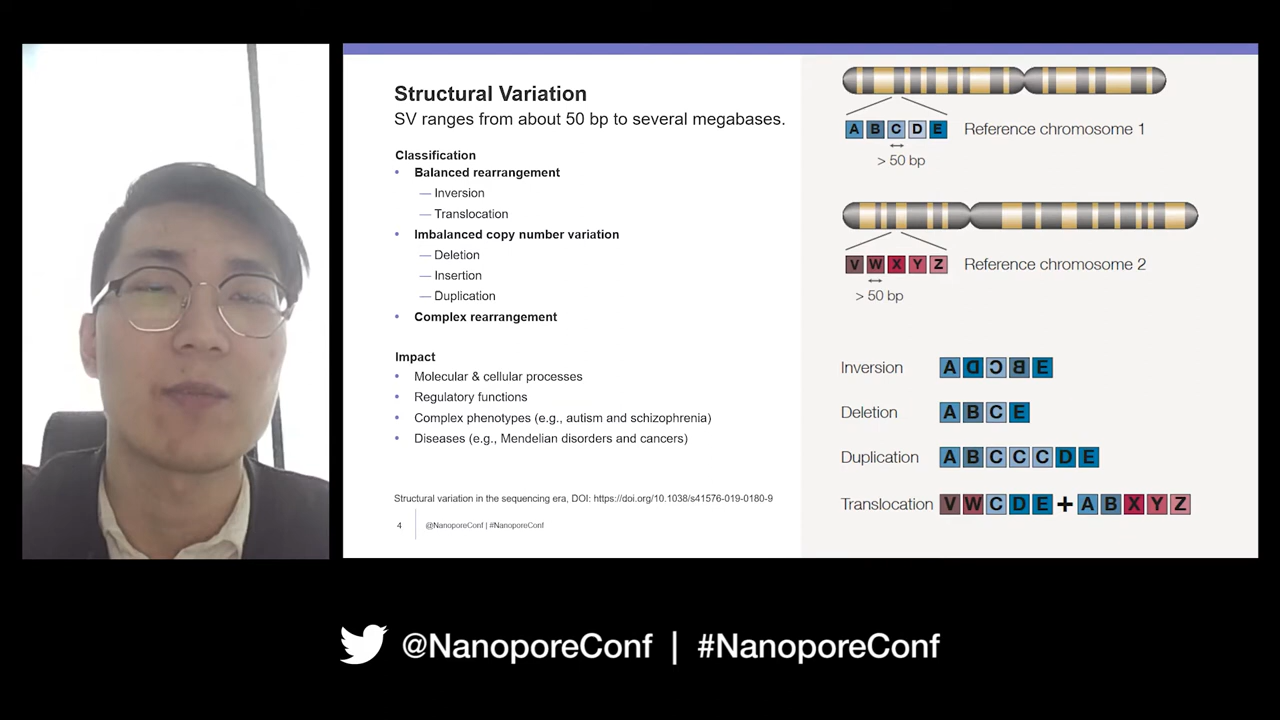 Structural Variation
SV ranges from about 50 bp to several megabases.
Classification
• Balanced rearrangement
— Inversion
— Translocation
• Imbalanced copy number variation
— Deletion
— Insertion
— Duplication
• Complex rearrangement
Impact
• Molecular & cellular processes
• Regulatory functions
• Complex phenotypes (e.g., autism and schizophrenia)
• Diseases (e.g., Mendelian disorders and cancers)
Structural variation in the sequencing era, DOI: https://doi.org/10.1038/s41576-019-0180-9
4 @NanoporeConf | #NanoporeConf
A B C D E Reference chromosome 1
> 50 bp
V W X Y Z Reference chromosome 2
> 50 bp
Inversion A D C B E
Deletion A B C E
Duplication A B C C C D E
Translocation V W C D E + A B X Y Z
@NanoporeConf | #NanoporeConf